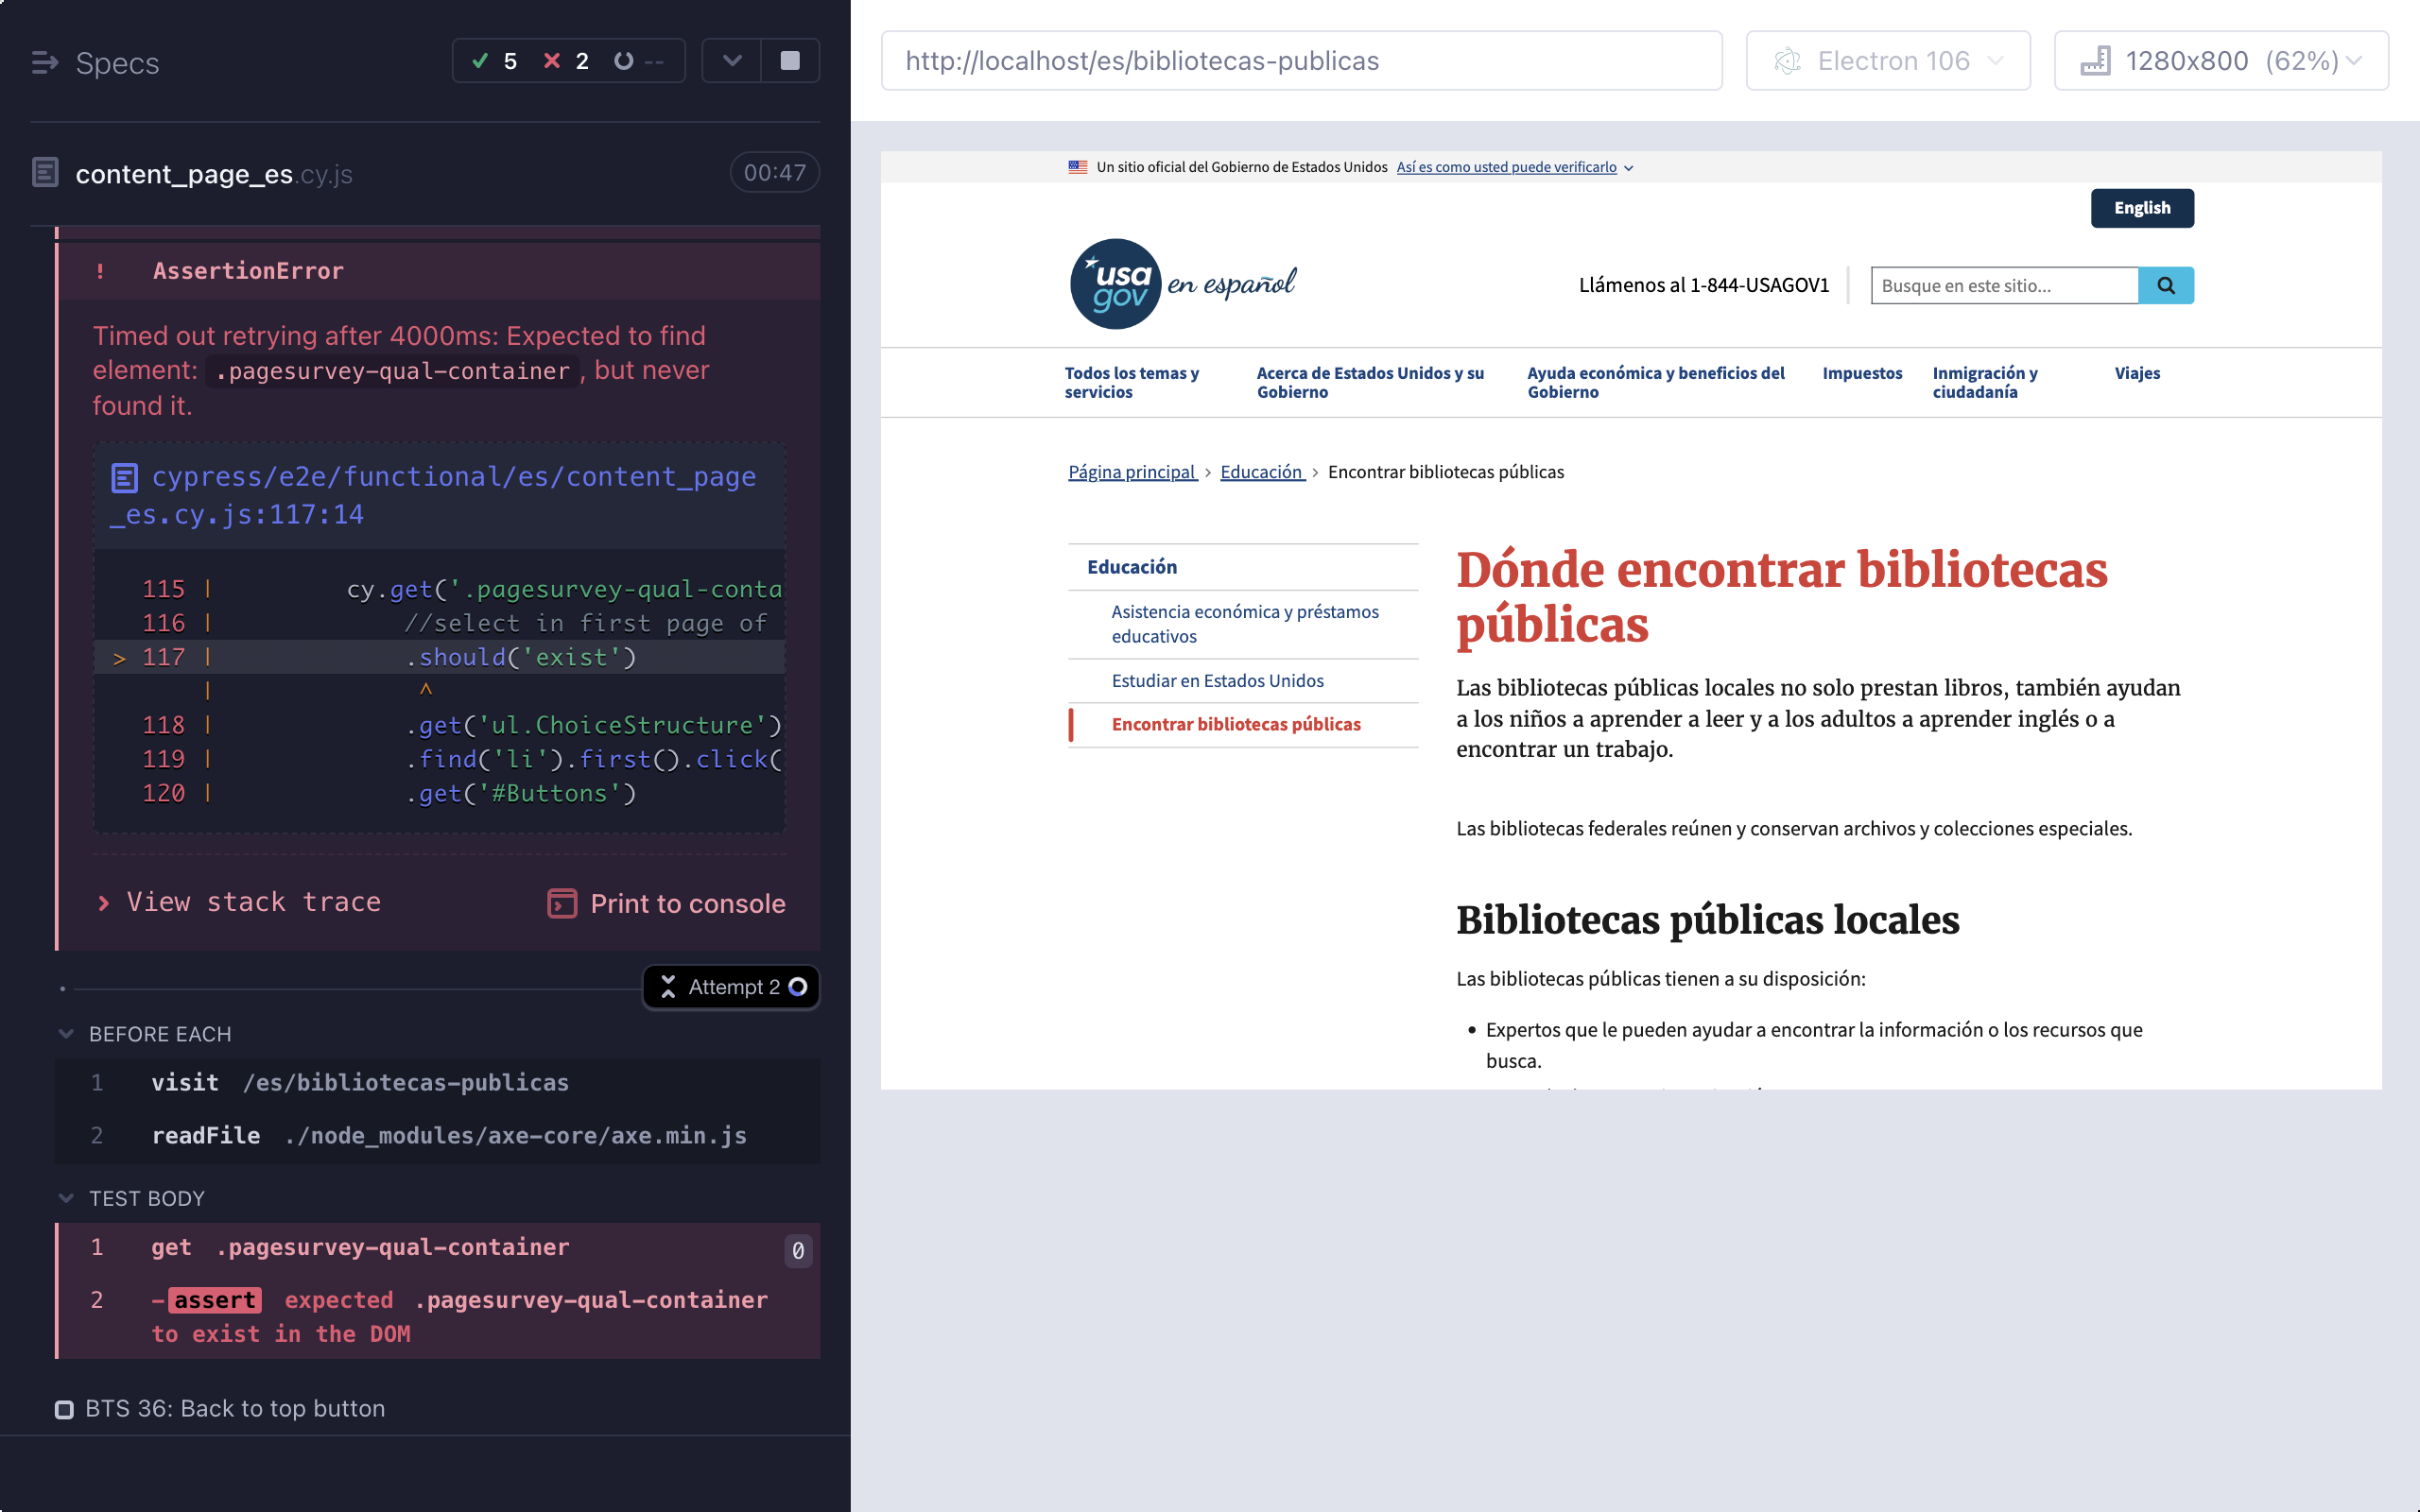 Specs
5 2 --
content_page_es.cy.js 00:47
! AssertionError
Timed out retrying after 4000ms: Expected to find
element: .pagesurvey-qual-container, but never
found it.
cypress/e2e/functional/es/content_page
_es.cy.js:117:14
115 | cy.get('.pagesurvey-qual-conta
116 | //select in first page of
> 117 | .should('exist')
| ^
118 | .get('ul.ChoiceStructure')
119 | .find('li').first().click(
120 | .get('#Buttons')
View stack trace
Print to console
Attempt 2
BEFORE EACH
1 visit /es/bibliotecas-publicas
2 readFile ./node_modules/axe-core/axe.min.js
TEST BODY
1 get .pagesurvey-qual-container 0
2 -assert expected .pagesurvey-qual-container
to exist in the DOM
BTS 36: Back to top button
http://localhost/es/bibliotecas-publicas
Electron 106
1280x800 (62%)
Un sitio oficial del Gobierno de Estados Unidos Así es como usted puede verificarlo
English
usa
gov
en español
Llámenos al 1-844-USAGOV1
Busque en este sitio...
Todos los temas y
servicios
Acerca de Estados Unidos y su
Gobierno
Ayuda económica y beneficios del
Gobierno
Impuestos
Inmigración y
ciudadanía
Viajes
Página principal › Educación › Encontrar bibliotecas públicas
Educación
Asistencia económica y préstamos
educativos
Estudiar en Estados Unidos
Encontrar bibliotecas públicas
Dónde encontrar bibliotecas
públicas
Las bibliotecas públicas locales no solo prestan libros, también ayudan
a los niños a aprender a leer y a los adultos a aprender inglés o a
encontrar un trabajo.
Las bibliotecas federales reúnen y conservan archivos y colecciones especiales.
Bibliotecas públicas locales
Las bibliotecas públicas tienen a su disposición:
• Expertos que le pueden ayudar a encontrar la información o los recursos que
busca.